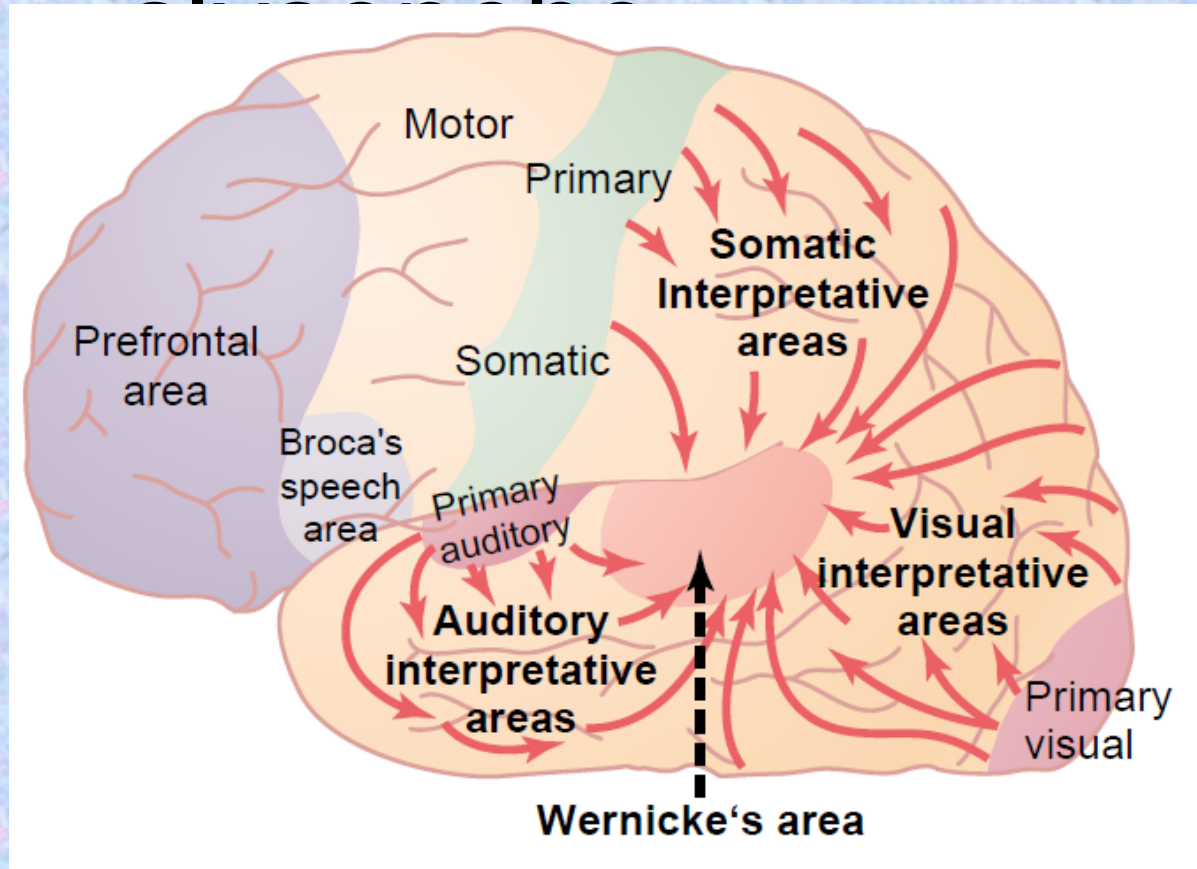 Motor
Primary
Somatic
Interpretative
areas
Prefrontal
area
Somatic
Broca's
speech
area
Primary
auditory
Visual
interpretative
areas
Auditory
interpretative
areas
Primary
visual
Wernicke‘s area